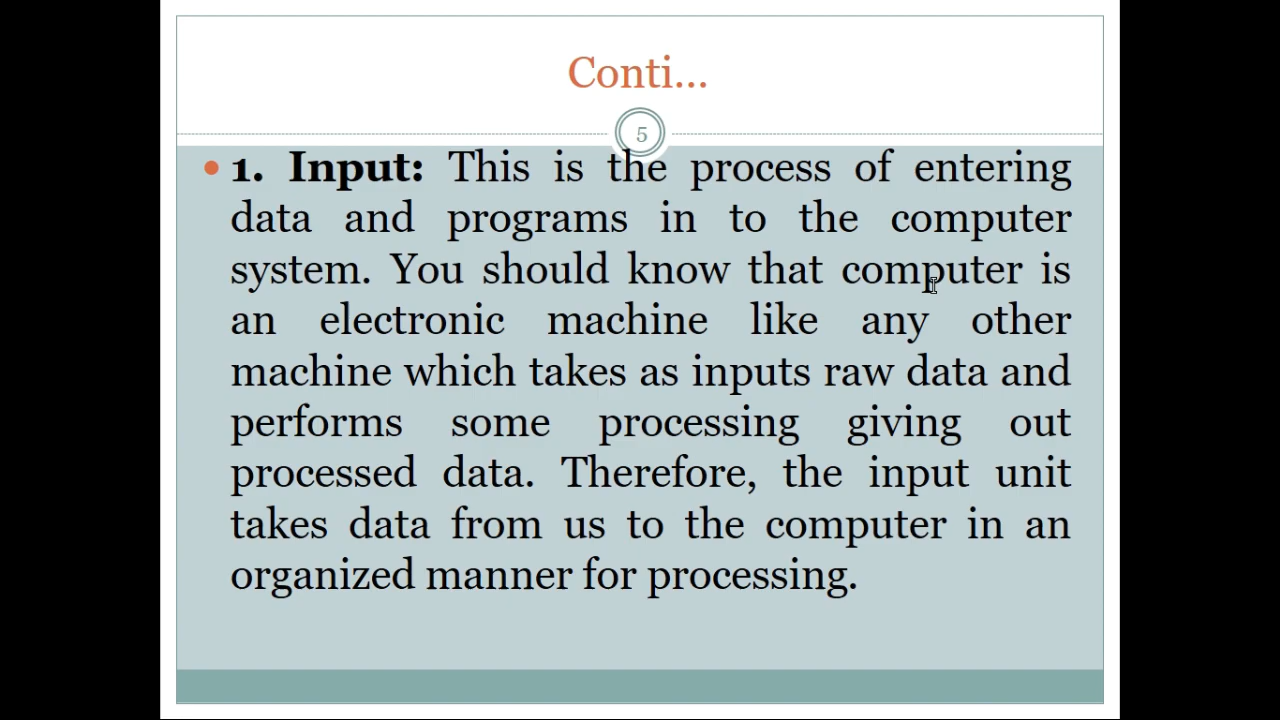 Conti...
5
• 1. Input: This is the process of entering
data and programs in to the computer
system. You should know that computer is
an electronic machine like any other
machine which takes as inputs raw data and
performs some processing giving out
processed data. Therefore, the input unit
takes data from us to the computer in an
organized manner for processing.